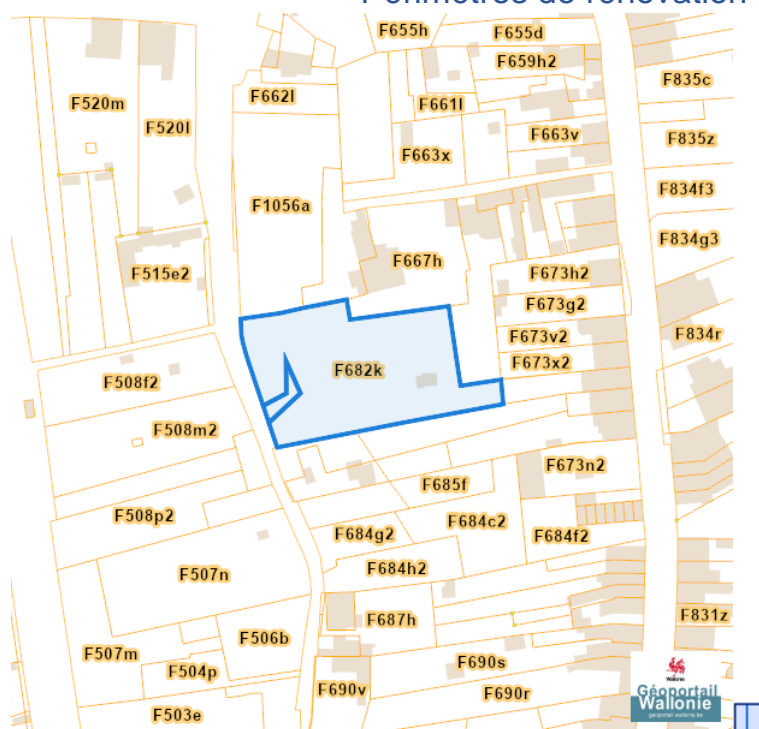 Périmètres de rénovation
F655h
F655d
F659h2
F520m
F662l
F661l
F835c
F520l
F663v
F835z
F663x
F834f3
F1056a
F834g3
F667h
F515e2
F673h2
F673g2
F673v2
F834r
F673x2
F508f2
F682k
F508m2
F673n2
F685f
F508p2
F684c2
F684g2
F684f2
F684h2
F507n
F687h
F831z
F506b
F507m
F504p
F690s
F690v
F690r
F503e
Wallonie
Géoportail
Wallonie
geoportail.wallonie.be